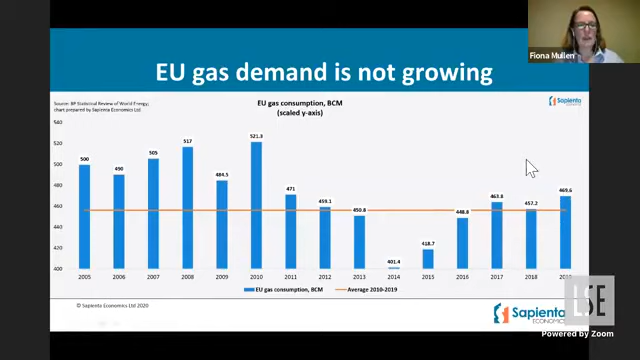 Fiona Mullen
EU gas demand is not growing
Source: BP Statistical Review of World Energy;
chart prepared by Sapienta Economics Ltd
EU gas consumption, BCM
(scaled y-axis)
Sapienta
540
520
500
480
460
440
420
400
500
490
505
517
484.5
521.3
471
459.1
450.8
401.4
418.7
448.8
463.8
457.2
469.6
2005
2006
2007
2008
2009
2010
2011
2012
2013
2014
2015
2016
2017
2018
2019
EU gas consumption, BCM
Average 2010-2019
© Sapienta Economics Ltd 2020
Sapienta
ECONOMICS
LSE
Powered by Zoom